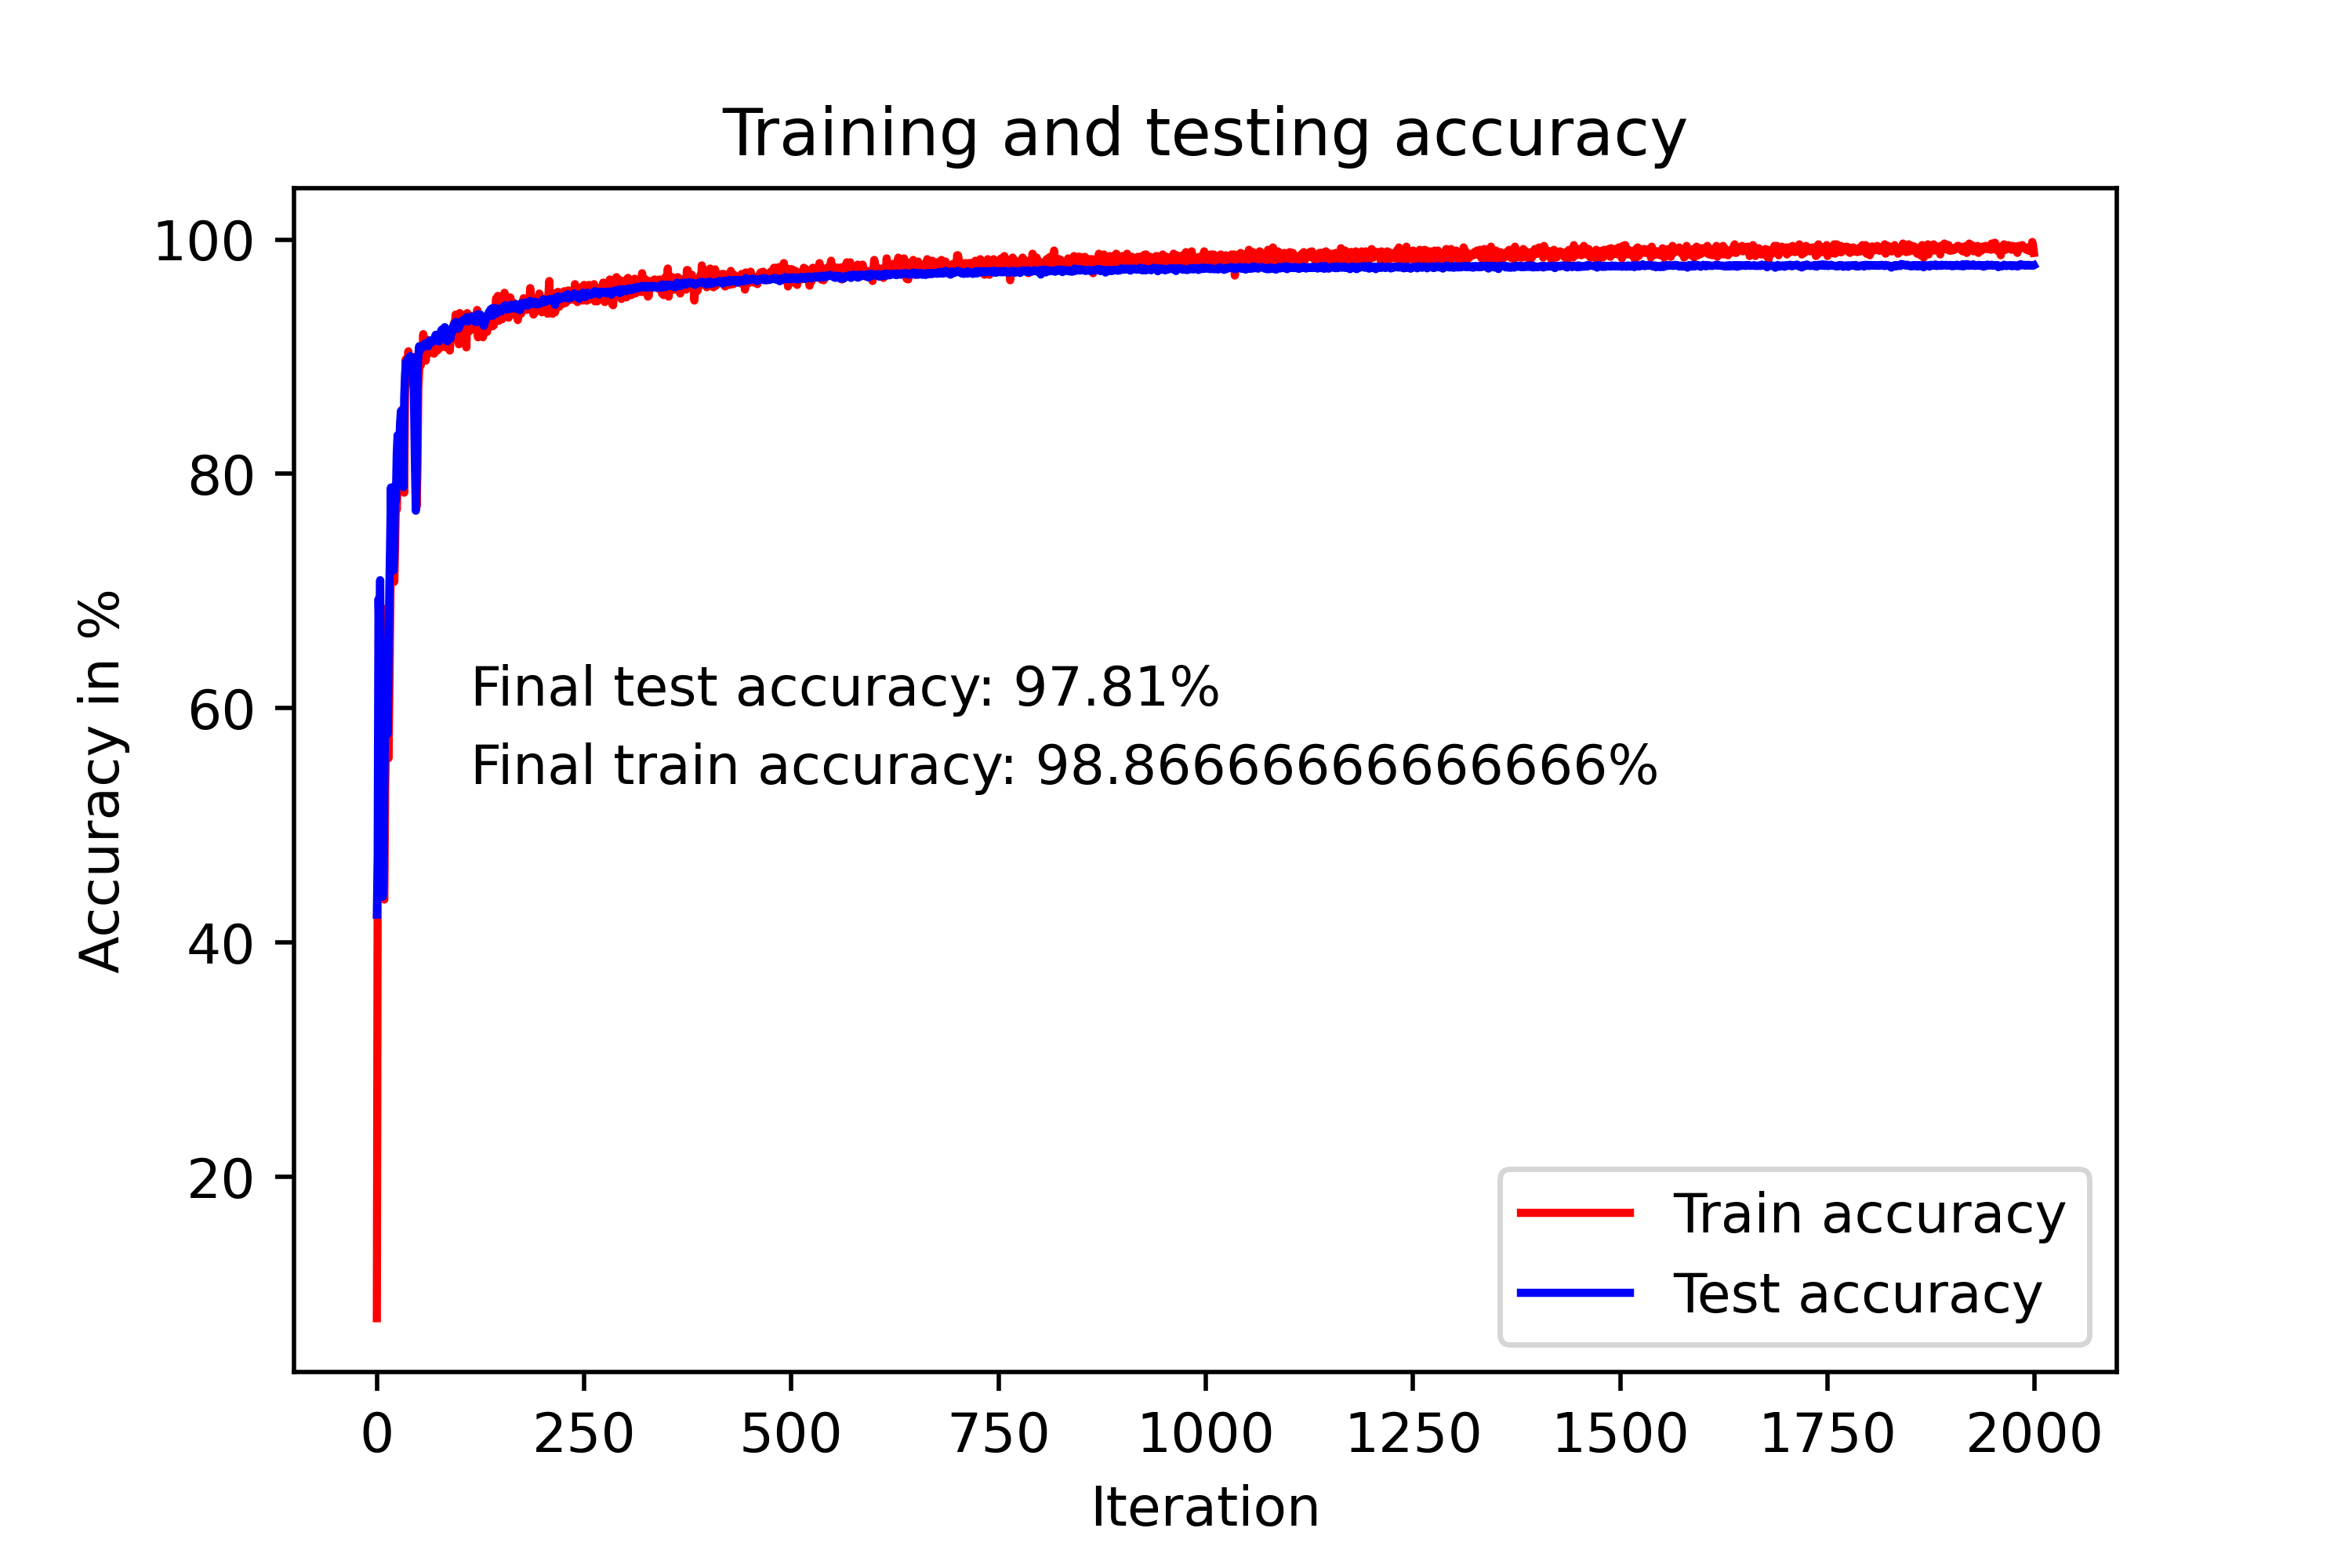 Training and testing accuracy
100
80
60
40
20
Accuracy in %
Final test accuracy: 97.81%
Final train accuracy: 98.86666666666666%
Train accuracy
Test accuracy
0 250 500 750 1000 1250 1500 1750 2000
Iteration